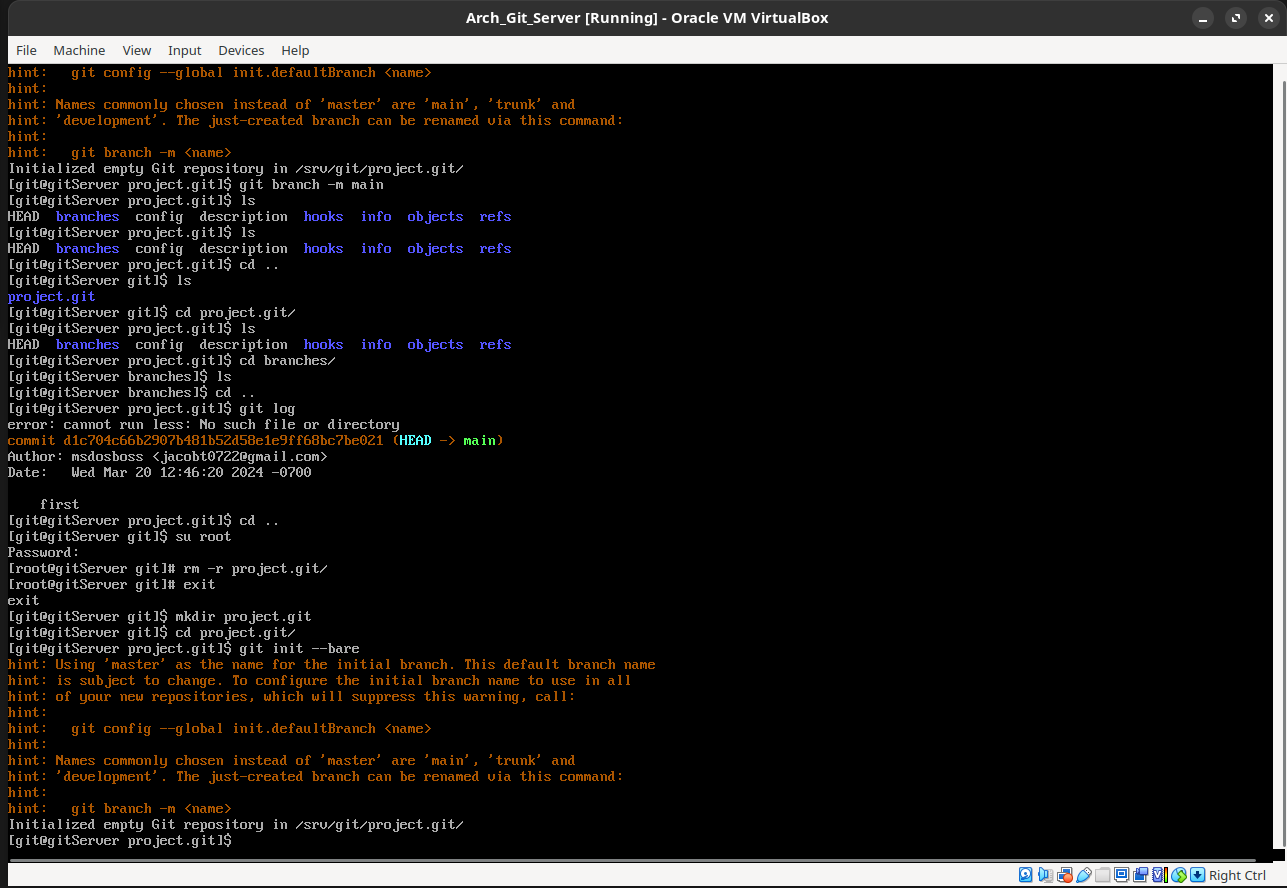 Arch_Git_Server [Running] - Oracle VM VirtualBox
File Machine View Input Devices Help
hint:   git config --global init.defaultBranch <name>
hint:
hint: Names commonly chosen instead of 'master' are 'main', 'trunk' and
hint: 'development'. The just-created branch can be renamed via this command:
hint:
hint:   git branch -m <name>
Initialized empty Git repository in /srv/git/project.git/
[git@gitServer project.git]$ git branch -m main
[git@gitServer project.git]$ ls
HEAD  branches  config  description  hooks  info  objects  refs
[git@gitServer project.git]$ ls
HEAD  branches  config  description  hooks  info  objects  refs
[git@gitServer project.git]$ cd ..
[git@gitServer git]$ ls
project.git
[git@gitServer git]$ cd project.git/
[git@gitServer project.git]$ ls
HEAD  branches  config  description  hooks  info  objects  refs
[git@gitServer project.git]$ cd branches/
[git@gitServer branches]$ ls
[git@gitServer branches]$ cd ..
[git@gitServer project.git]$ git log
error: cannot run less: No such file or directory
commit d1c704c66b2907b481b52d58e1e9ff68bc7be021 (HEAD -> main)
Author: msdosboss <jacobt0722@gmail.com>
Date:   Wed Mar 20 12:46:20 2024 -0700
    first
[git@gitServer project.git]$ cd ..
[git@gitServer git]$ su root
Password:
[root@gitServer git]# rm -r project.git/
[root@gitServer git]# exit
exit
[git@gitServer git]$ mkdir project.git
[git@gitServer git]$ cd project.git/
[git@gitServer project.git]$ git init --bare
hint: Using 'master' as the name for the initial branch. This default branch name
hint: is subject to change. To configure the initial branch name to use in all
hint: of your new repositories, which will suppress this warning, call:
hint:
hint:   git config --global init.defaultBranch <name>
hint:
hint: Names commonly chosen instead of 'master' are 'main', 'trunk' and
hint: 'development'. The just-created branch can be renamed via this command:
hint:
hint:   git branch -m <name>
Initialized empty Git repository in /srv/git/project.git/
[git@gitServer project.git]$
Right Ctrl